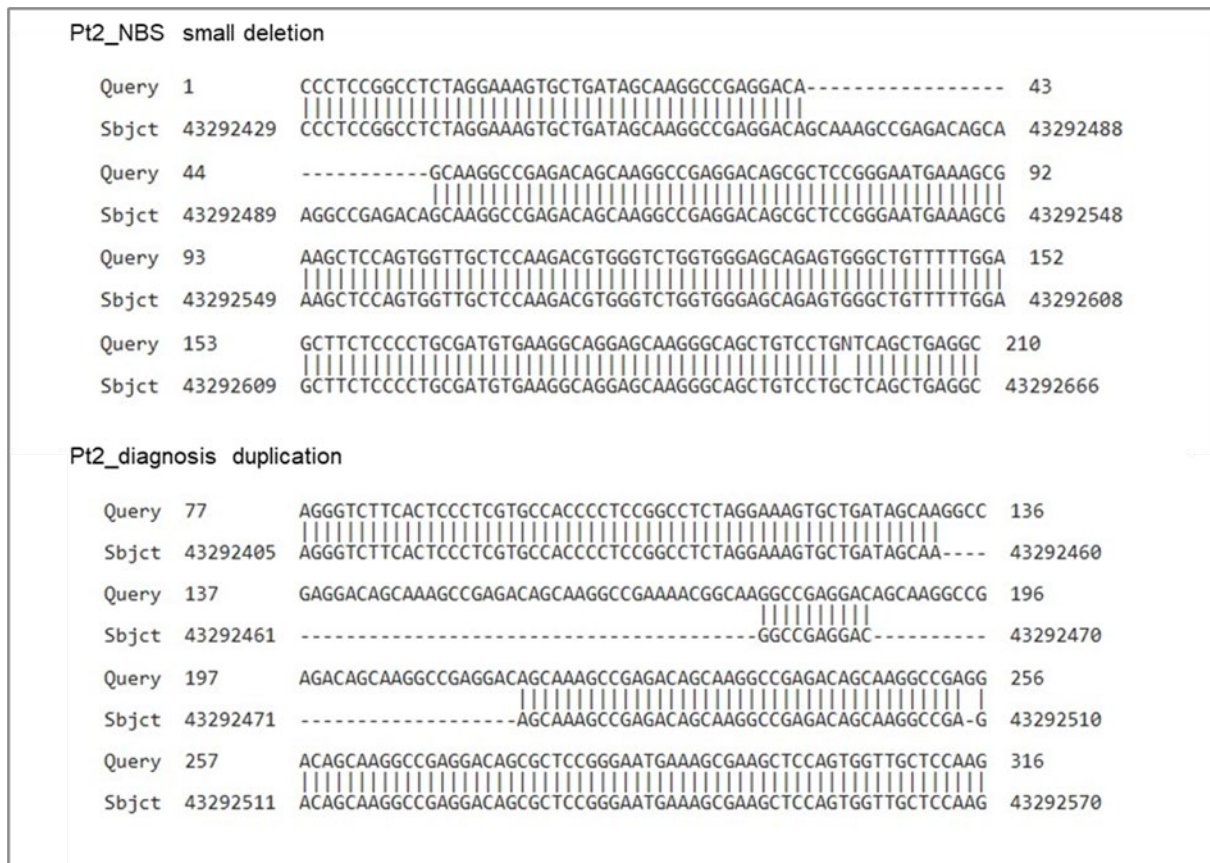 Pt2_NBS small deletion
Query 1 CCCTCCGGCCTCTAGGAAAGTGCTGATAGCAAGGCCGAGGACA----------------- 43
|||||||||||||||||||||||||||||||||||||||||||
Sbjct 43292429 CCCTCCGGCCTCTAGGAAAGTGCTGATAGCAAGGCCGAGGACAGCAAAGCCGAGACAGCA 43292488
Query 44 -----------GCAAGGCCGAGACAGCAAGGCCGAGGACAGCGCTCCGGGAATGAAAGCG 92
|||||||||||||||||||||||||||||||||||||||||||||||||
Sbjct 43292489 AGGCCGAGACAGCAAGGCCGAGACAGCAAGGCCGAGGACAGCGCTCCGGGAATGAAAGCG 43292548
Query 93 AAGCTCCAGTGGTTGCTCCAAGACGTGGGTCTGGTGGGAGCAGAGTGGGCTGTTTTTGGA 152
||||||||||||||||||||||||||||||||||||||||||||||||||||||||||||
Sbjct 43292549 AAGCTCCAGTGGTTGCTCCAAGACGTGGGTCTGGTGGGAGCAGAGTGGGCTGTTTTTGGA 43292608
Query 153 GCTTCTCCCCTGCGATGTGAAGGCAGGAGCAAGGGCAGCTGTCCTGNTCAGCTGAGGC 210
|||||||||||||||||||||||||||||||||||||||||||||| |||||||||||
Sbjct 43292609 GCTTCTCCCCTGCGATGTGAAGGCAGGAGCAAGGGCAGCTGTCCTGCTCAGCTGAGGC 43292666
Pt2_diagnosis duplication
Query 77 AGGGTCTTCACTCCCTCGTGCCACCCCTCCGGCCTCTAGGAAAGTGCTGATAGCAAGGCC 136
||||||||||||||||||||||||||||||||||||||||||||||||||||||||
Sbjct 43292405 AGGGTCTTCACTCCCTCGTGCCACCCCTCCGGCCTCTAGGAAAGTGCTGATAGCAA---- 43292460
Query 137 GAGGACAGCAAAGCCGAGACAGCAAGGCCGAAAACGGCAAGGCCGAGGACAGCAAGGCCG 196
||||||||||
Sbjct 43292461 ----------------------------------------GGCCGAGGAC---------- 43292470
Query 197 AGACAGCAAGGCCGAGGACAGCAAAGCCGAGACAGCAAGGCCGAGACAGCAAGGCCGAGG 256
||||||||||||||||||||||||||||||||||||||| |
Sbjct 43292471 -------------------AGCAAAGCCGAGACAGCAAGGCCGAGACAGCAAGGCCGA-G 43292510
Query 257 ACAGCAAGGCCGAGGACAGCGCTCCGGGAATGAAAGCGAAGCTCCAGTGGTTGCTCCAAG 316
||||||||||||||||||||||||||||||||||||||||||||||||||||||||||||
Sbjct 43292511 ACAGCAAGGCCGAGGACAGCGCTCCGGGAATGAAAGCGAAGCTCCAGTGGTTGCTCCAAG 43292570